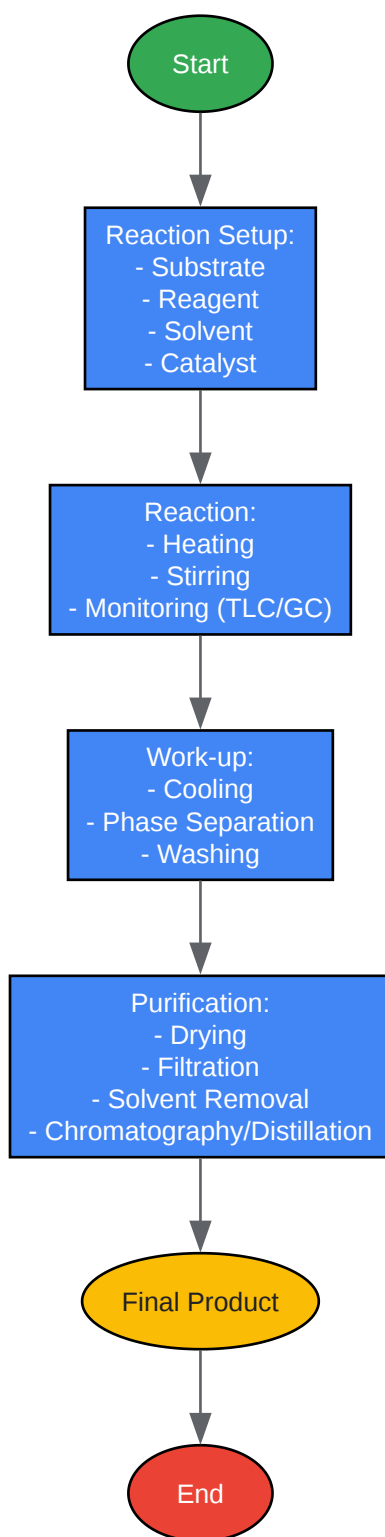 Start
Reaction Setup:
- Substrate
- Reagent
- Solvent
- Catalyst
Reaction:
- Heating
- Stirring
- Monitoring (TLC/GC)
Work-up:
- Cooling
- Phase Separation
- Washing
Purification:
- Drying
- Filtration
- Solvent Removal
- Chromatography/Distillation
Final Product
End